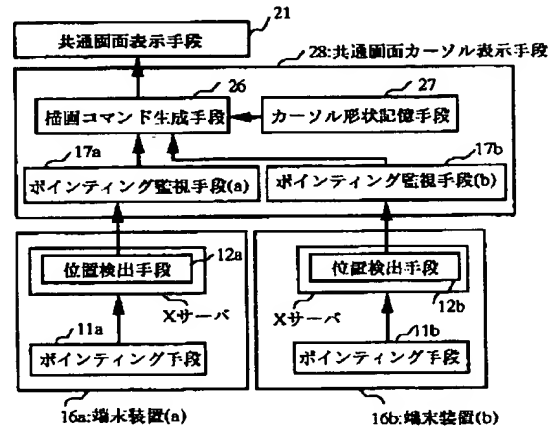 21
共通画面表示手段
28:共通画面カーソル表示手段
26
描画コマンド生成手段
27
カーソル形状記憶手段
17a
ポインティング監視手段(a)
17b
ポインティング監視手段(b)
位置検出手段
12a
Xサーバ
11a
ポインティング手段
16a:端末装置(a)
位置検出手段
12b
Xサーバ
11b
ポインティング手段
16b:端末装置(b)